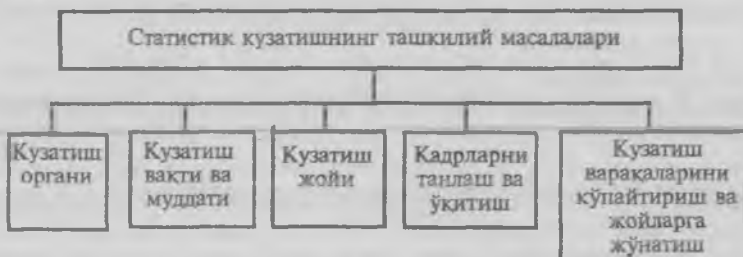 Статистик кузатишнинг ташкилий масалалари
Кузатиш
органи
Кузатиш
вақти ва
муддати
Кузатиш
жойи
Кадрларни
танлаш ва
ўқитиш
Кузатиш
варақаларини
кўпайтириш ва
жойларга
жўнатиш